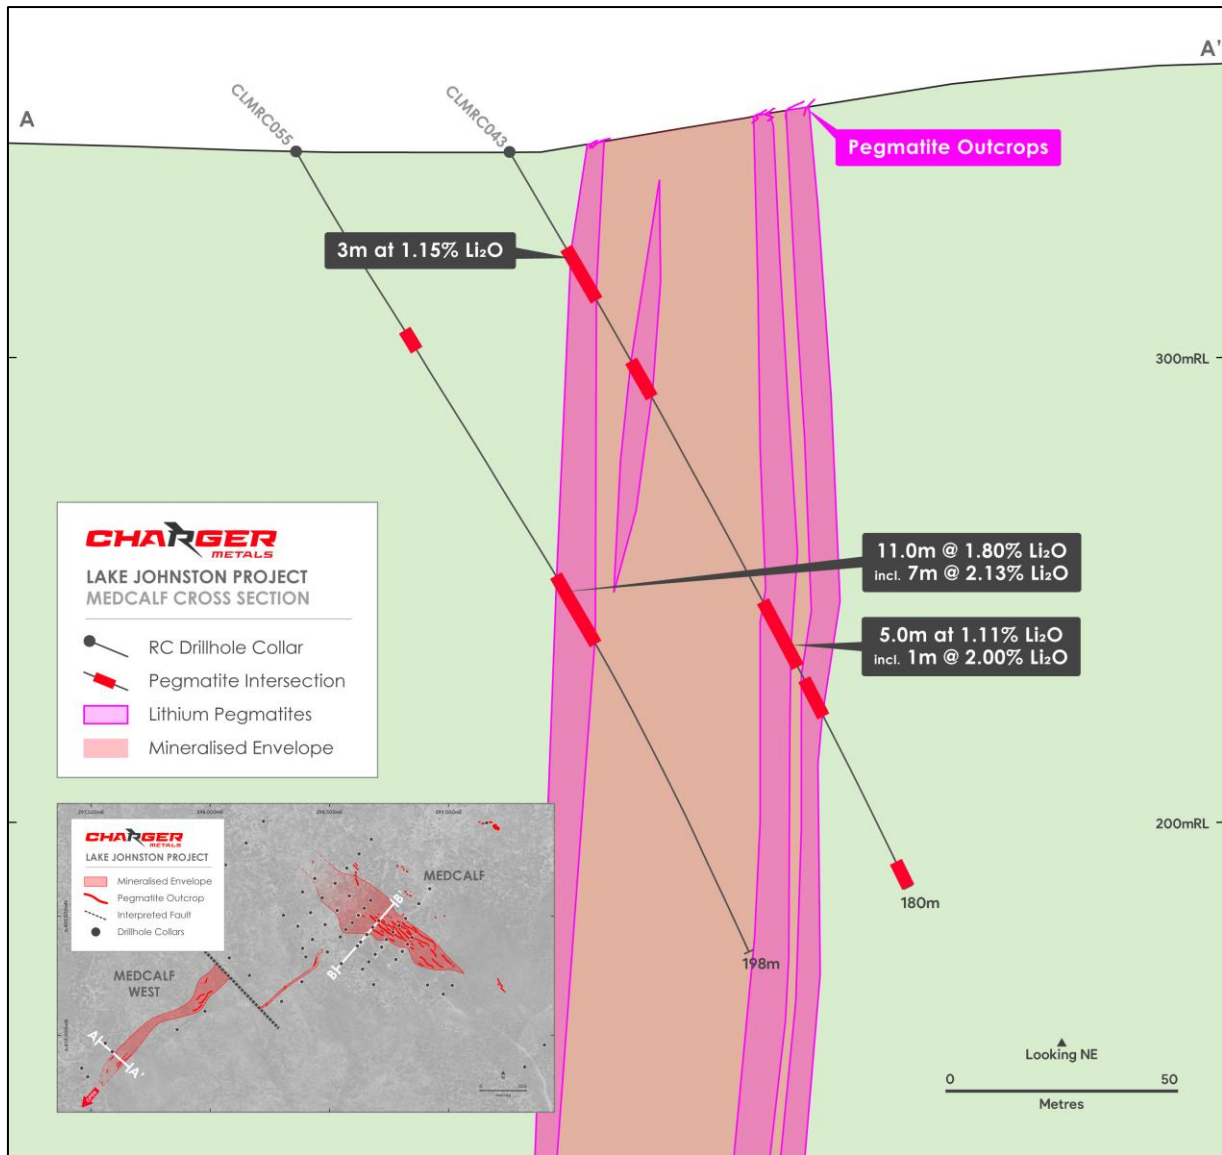 A
A'
CLMRC055
CLMRC043
Pegmatite Outcrops
3m at 1.15% Li₂O
300mRL
11.0m @ 1.80% Li₂O
incl. 7m @ 2.13% Li₂O
5.0m at 1.11% Li₂O
incl. 1m @ 2.00% Li₂O
CHARGER
METALS
LAKE JOHNSTON PROJECT
MEDCALF CROSS SECTION
RC Drillhole Collar
Pegmatite Intersection
Lithium Pegmatites
Mineralised Envelope
200mRL
180m
198m
CHARGER
METALS
LAKE JOHNSTON PROJECT
Mineralised Envelope
Pegmatite Outcrop
Interpreted Fault
Drillhole Collars
MEDCALF
B'
B
MEDCALF
WEST
A
A'
Looking NE
0
50
Metres